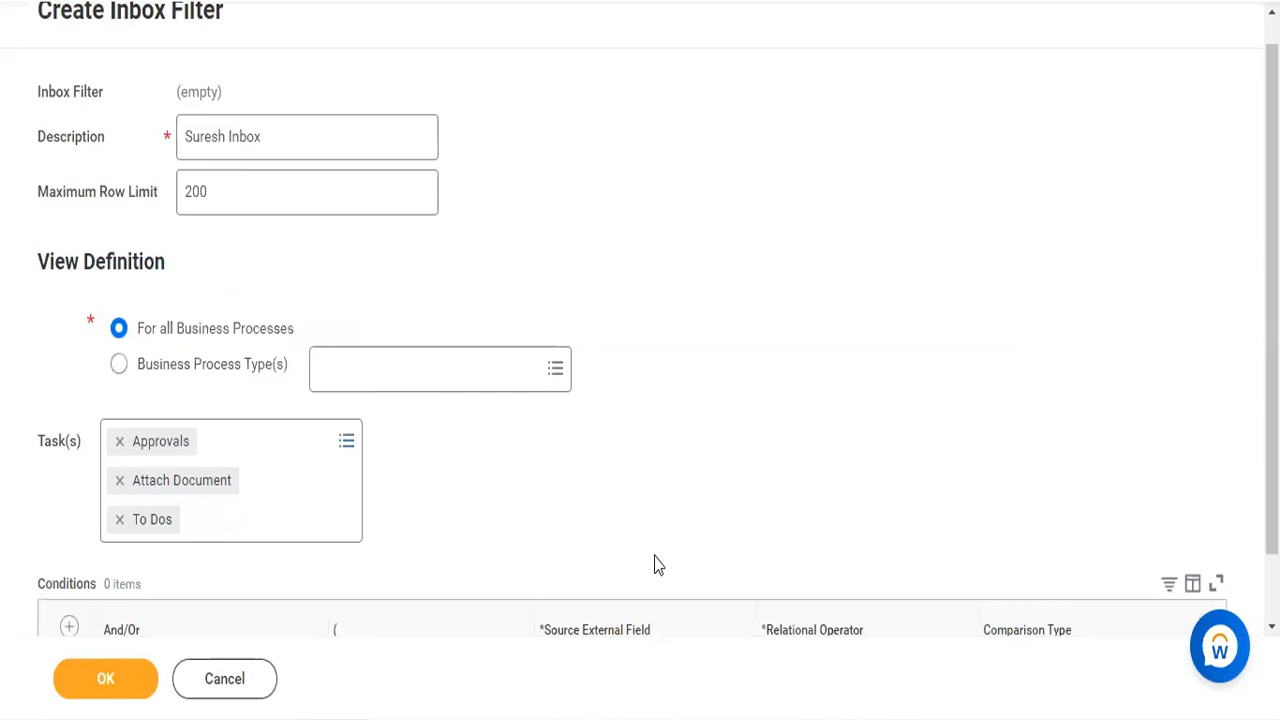 Create Inbox Filter
Inbox Filter (empty)
Description * Suresh Inbox
Maximum Row Limit 200
View Definition
* For all Business Processes
Business Process Type(s)
Task(s) × Approvals
× Attach Document
× To Dos
Conditions 0 items
And/Or ( *Source External Field *Relational Operator Comparison Type
W
OK Cancel